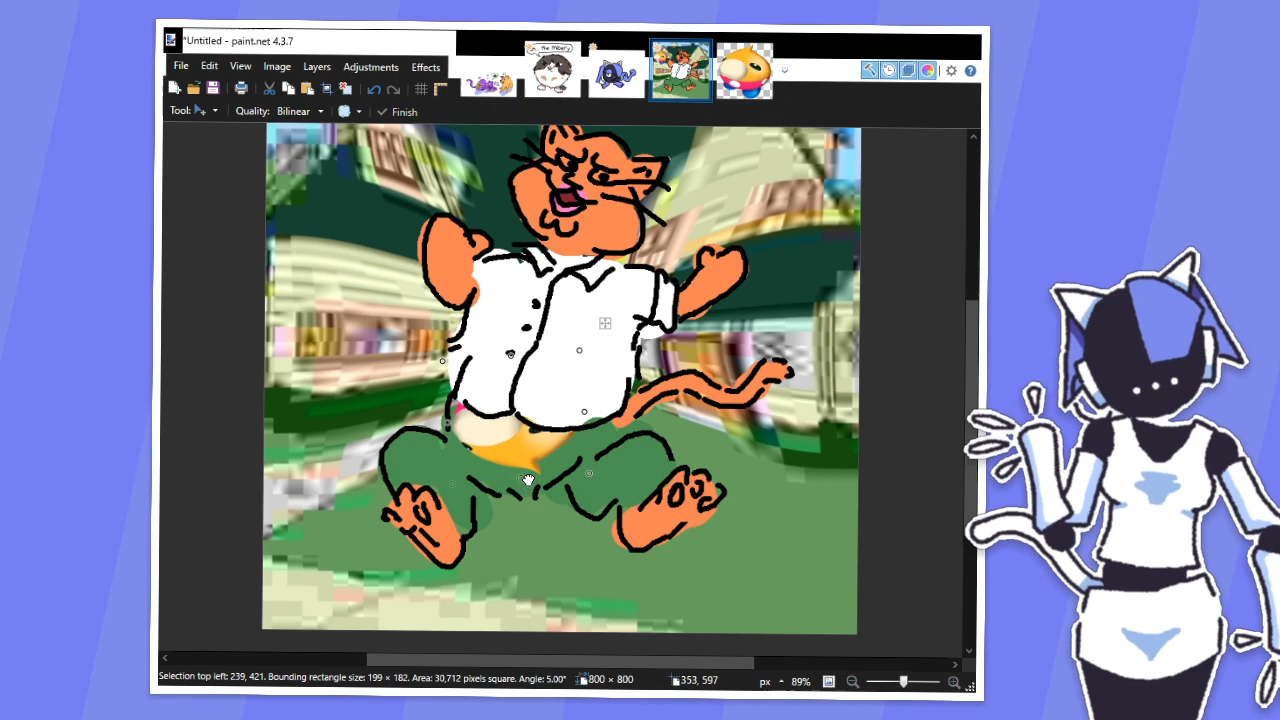 *Untitled - paint.net 4.3.7
File Edit View Image Layers Adjustments Effects
the misery
Tool: Quality: Bilinear Finish
Selection top left: 239, 421. Bounding rectangle size: 199 × 182. Area: 30,712 pixels square. Angle: 5.00° 800 × 800 353, 597 px 89%